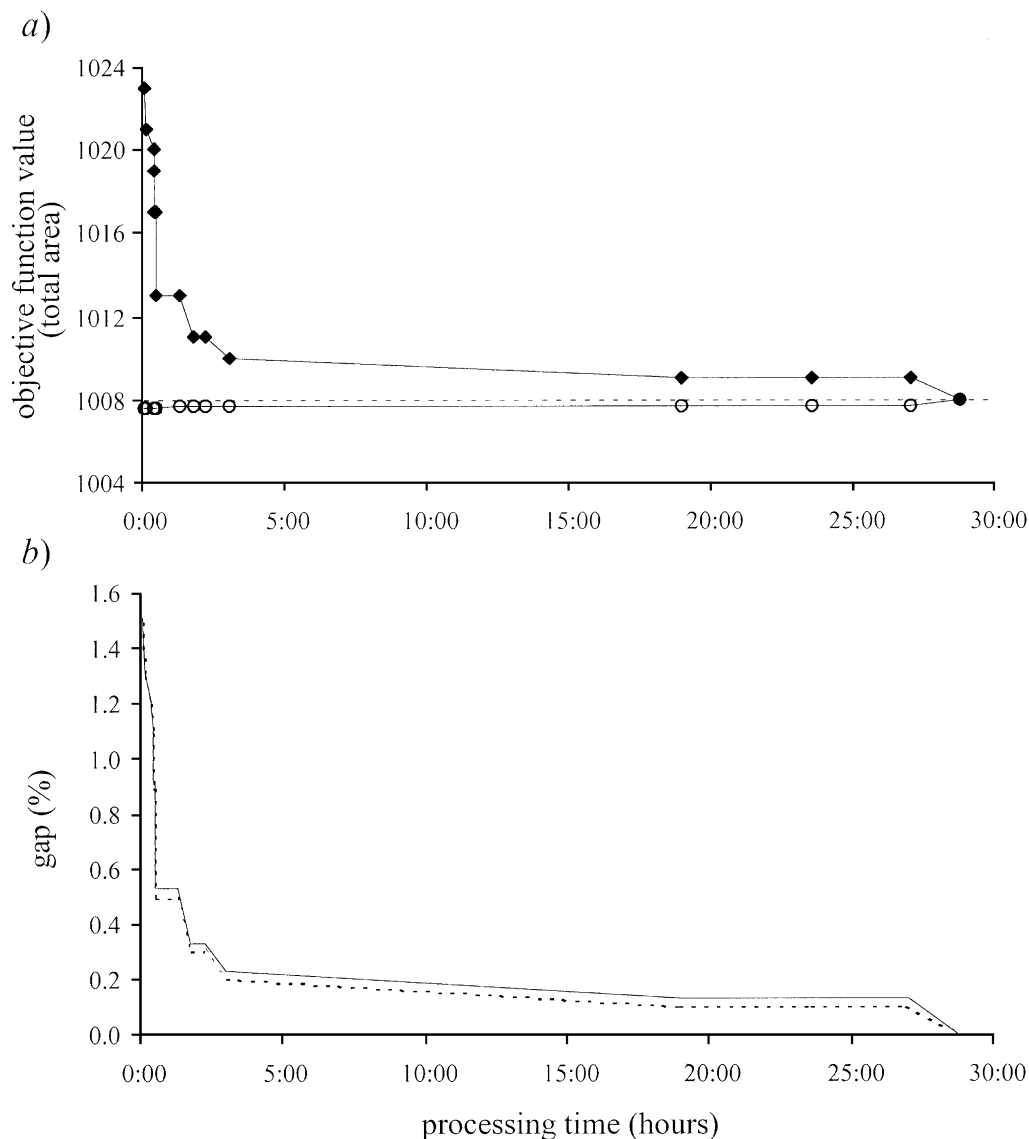 a)
objective function value
(total area)
1024
1020
1016
1012
1008
1004
0:00 5:00 10:00 15:00 20:00 25:00 30:00
b)
gap (%)
1.6
1.4
1.2
1.0
0.8
0.6
0.4
0.2
0.0
0:00 5:00 10:00 15:00 20:00 25:00 30:00
processing time (hours)